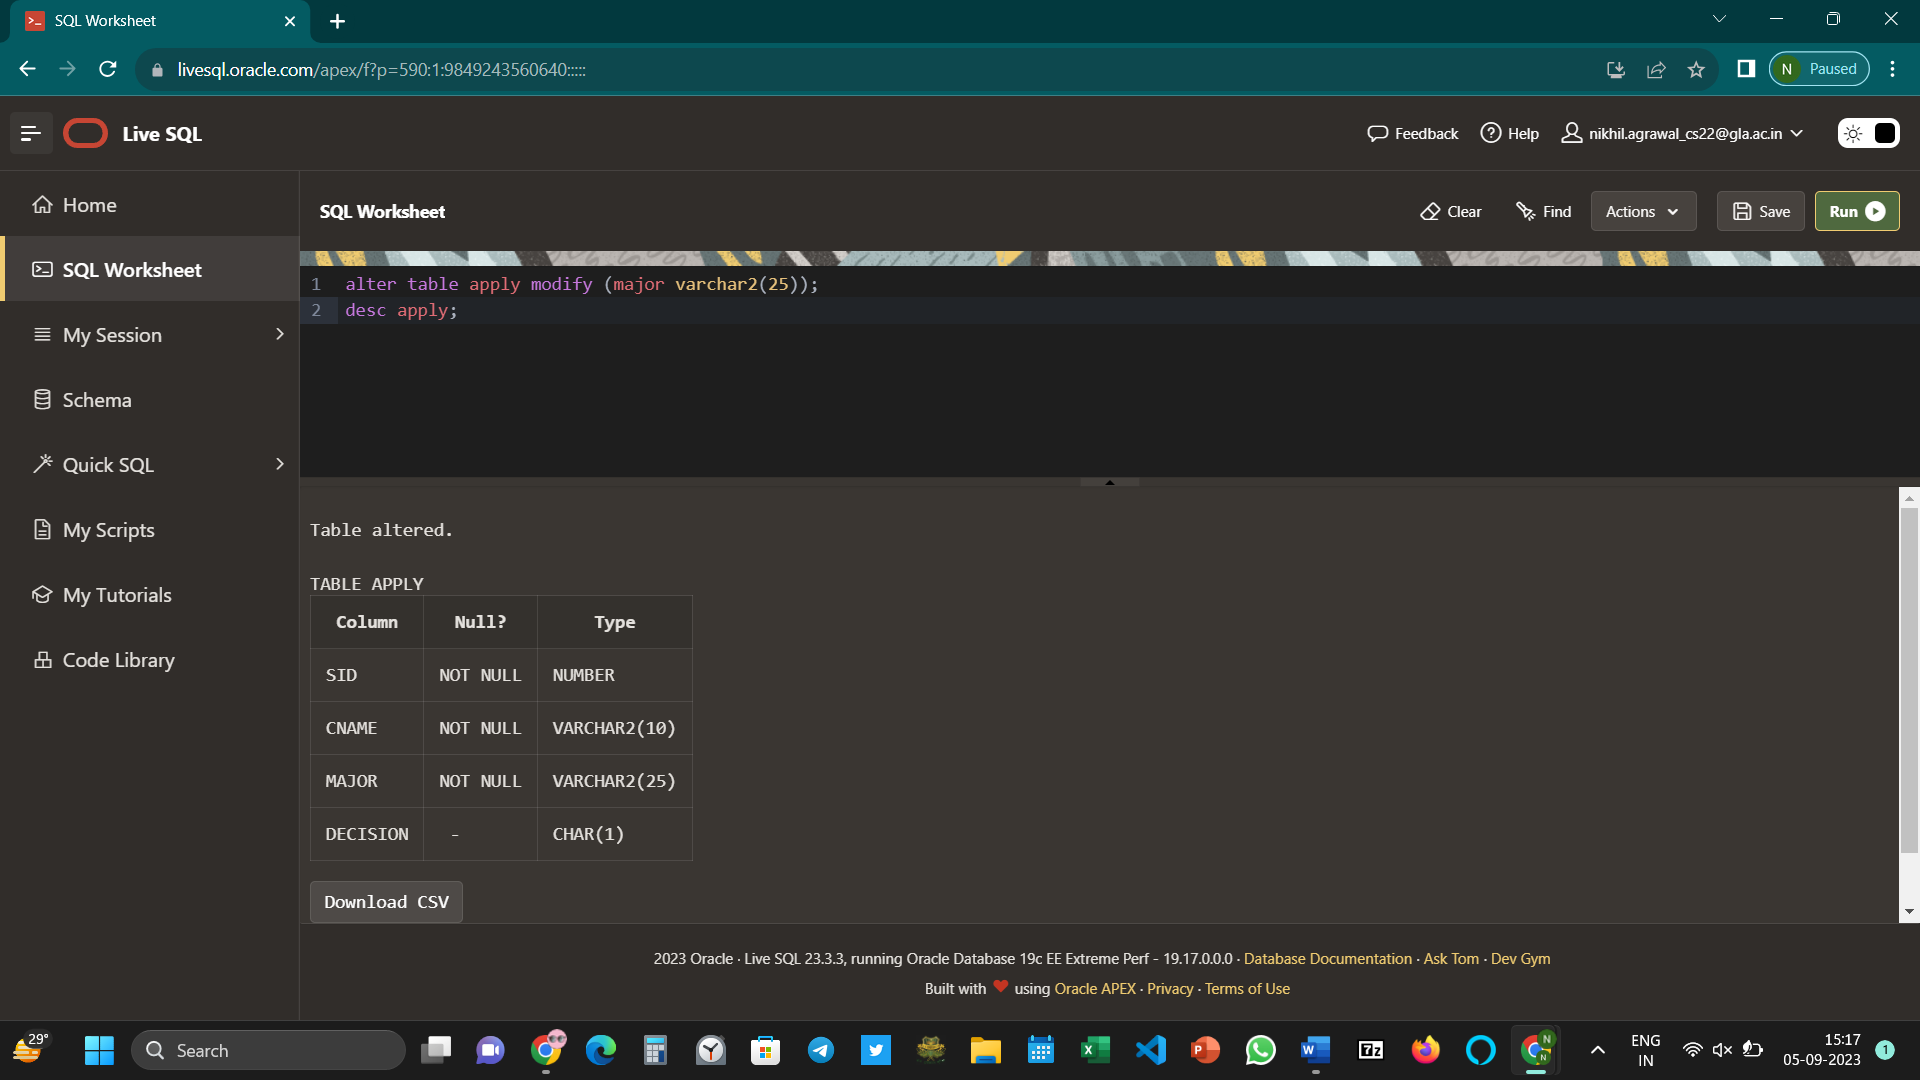 SQL Worksheet
livesql.oracle.com/apex/f?p=590:1:9849243560640:::::
N Paused
Live SQL
Feedback
Help
nikhil.agrawal_cs22@gla.ac.in
Home
SQL Worksheet
My Session
Schema
Quick SQL
My Scripts
My Tutorials
Code Library
SQL Worksheet
Clear
Find
Actions
Save
Run
1 alter table apply modify (major varchar2(25));
2 desc apply;
Table altered.
TABLE APPLY
Column Null? Type
SID NOT NULL NUMBER
CNAME NOT NULL VARCHAR2(10)
MAJOR NOT NULL VARCHAR2(25)
DECISION - CHAR(1)
Download CSV
2023 Oracle · Live SQL 23.3.3, running Oracle Database 19c EE Extreme Perf - 19.17.0.0.0 · Database Documentation · Ask Tom · Dev Gym
Built with ❤ using Oracle APEX · Privacy · Terms of Use
29°
Search
7z
N
N
ENG
IN
15:17
05-09-2023
1